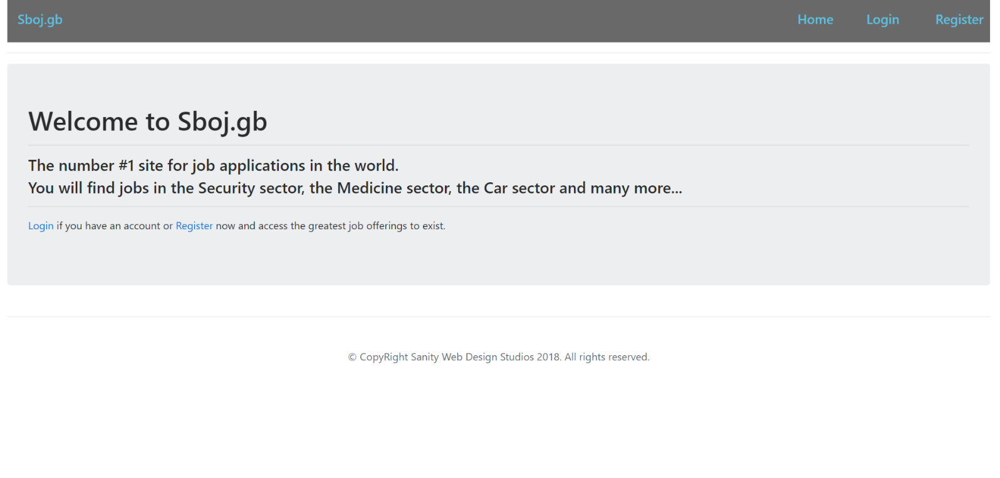 Sboj.gb
Home
Login
Register
Welcome to Sboj.gb
The number #1 site for job applications in the world.
You will find jobs in the Security sector, the Medicine sector, the Car sector and many more...
Login if you have an account or Register now and access the greatest job offerings to exist.
© CopyRight Sanity Web Design Studios 2018. All rights reserved.